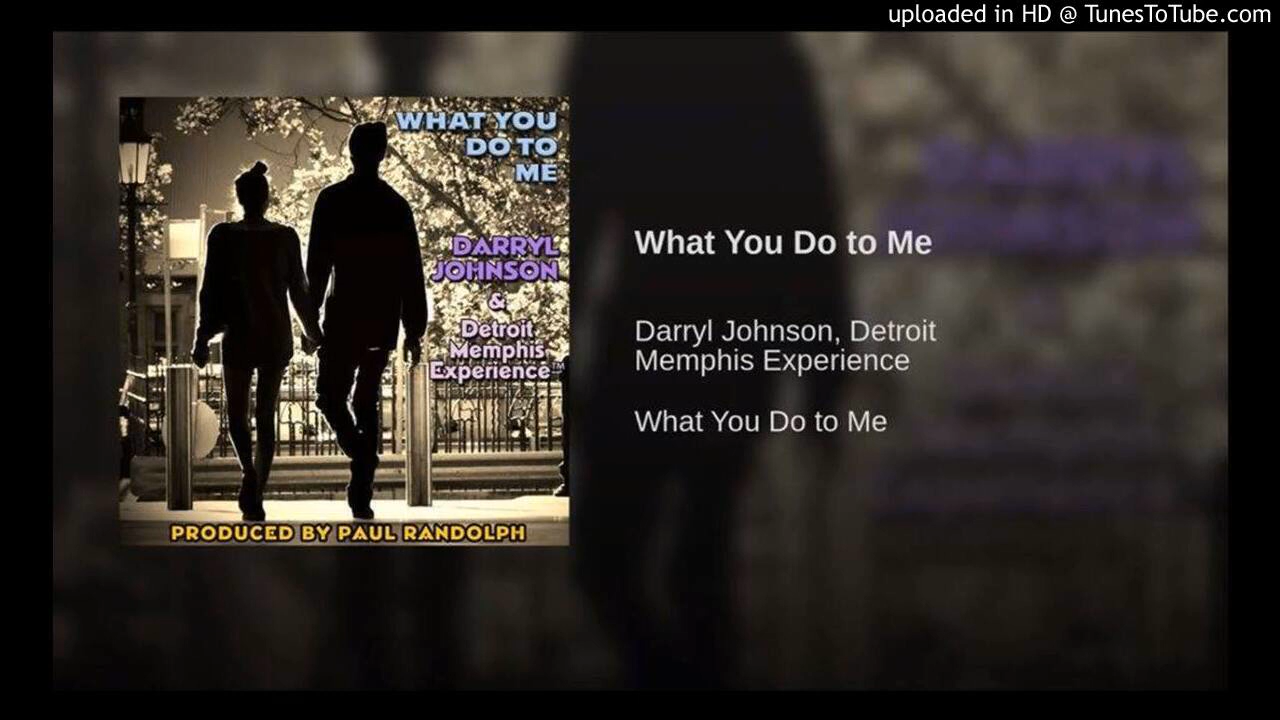 uploaded in HD @ TunesToTube.com
WHAT YOU
DO TO
ME
DARRYL
JOHNSON
&
Detroit
Memphis
Experience™
PRODUCED BY PAUL RANDOLPH
What You Do to Me
Darryl Johnson, Detroit
Memphis Experience
What You Do to Me